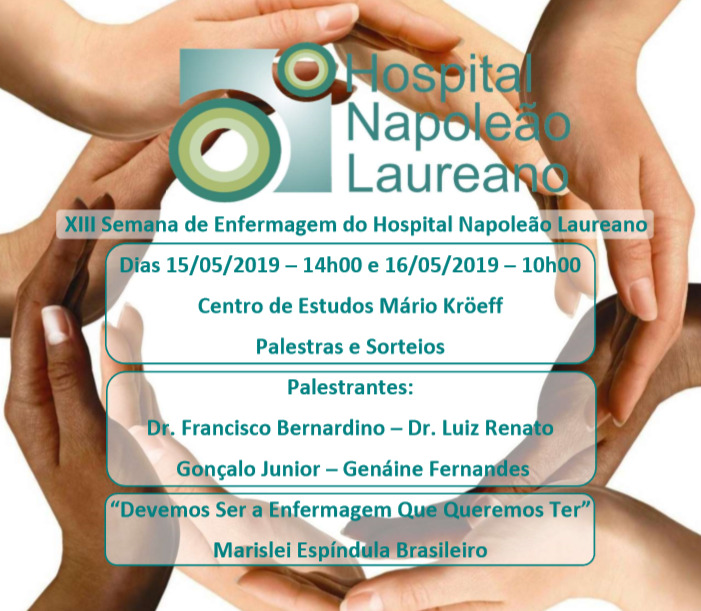 Hospital
Napoleão
Laureano
XIII Semana de Enfermagem do Hospital Napoleão Laureano
Dias 15/05/2019 – 14h00 e 16/05/2019 – 10h00
Centro de Estudos Mário Kröeff
Palestras e Sorteios
Palestrantes:
Dr. Francisco Bernardino – Dr. Luiz Renato
Gonçalo Junior – Genáine Fernandes
“Devemos Ser a Enfermagem Que Queremos Ter”
Marislei Espíndula Brasileiro